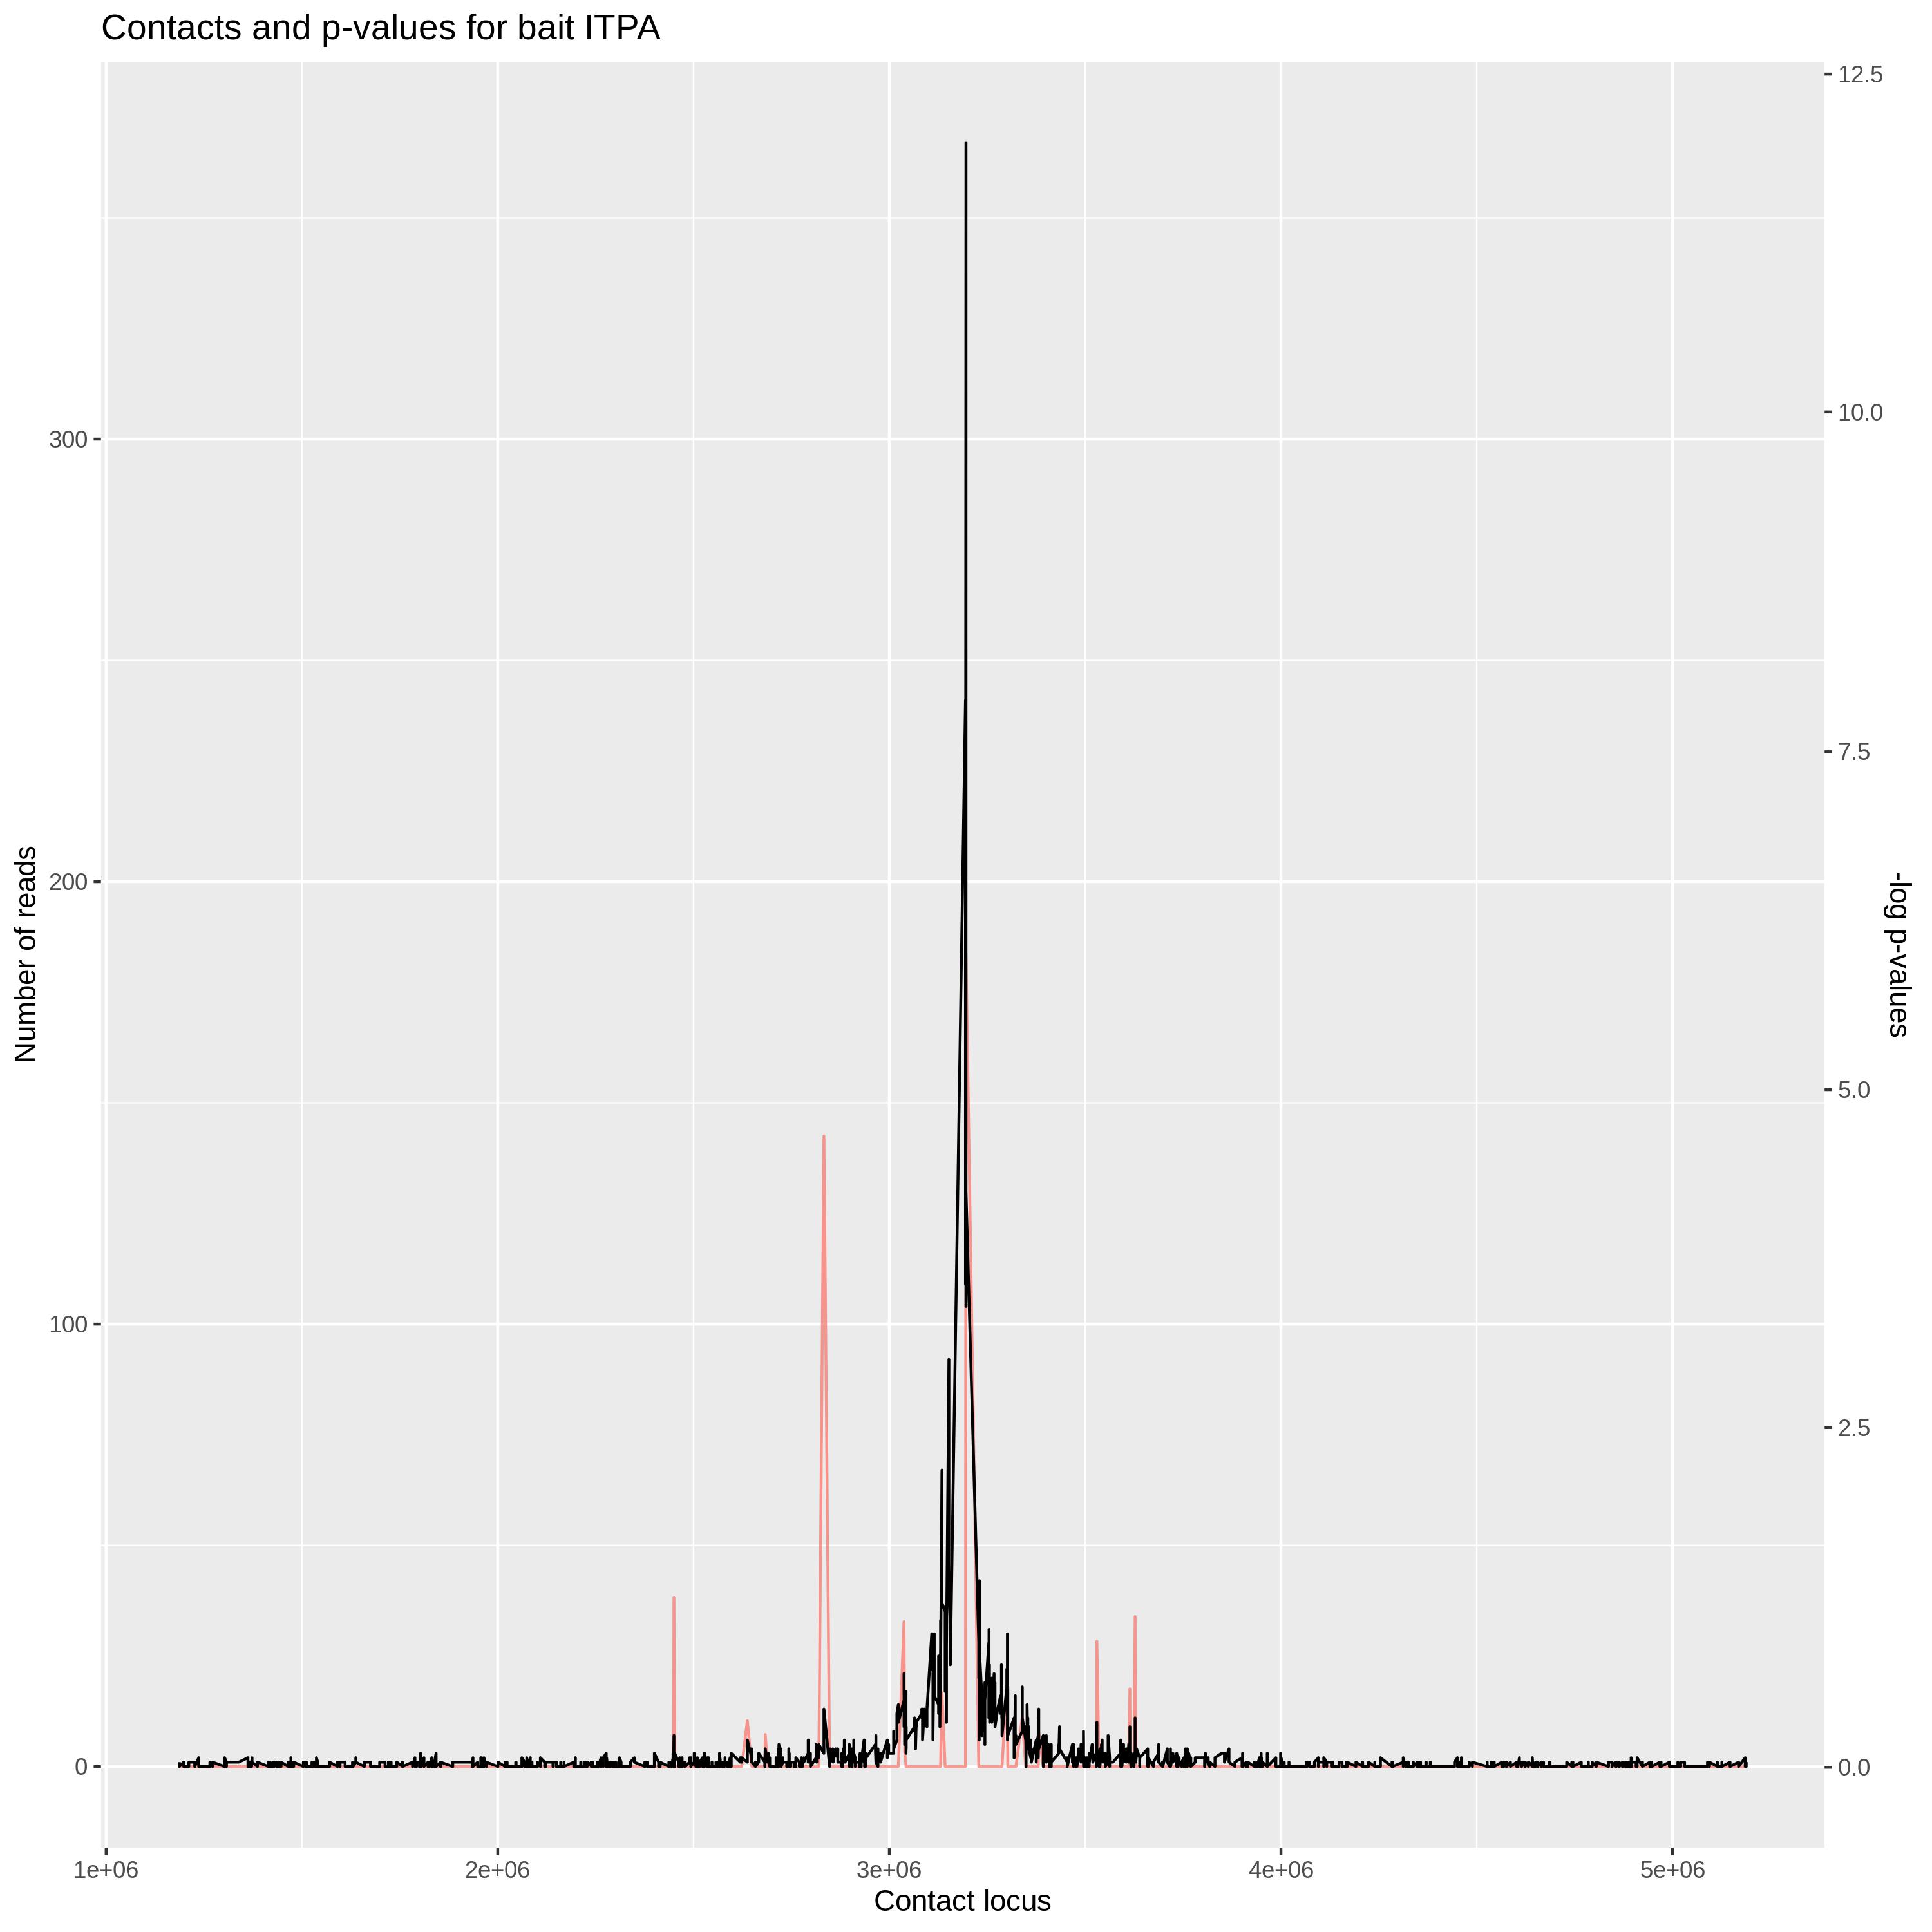 Contacts and p-values for bait ITPA
Number of reads
300
200
100
0
12.5
10.0
7.5
5.0
2.5
0.0
-log p-values
1e+06
2e+06
3e+06
4e+06
5e+06
Contact locus